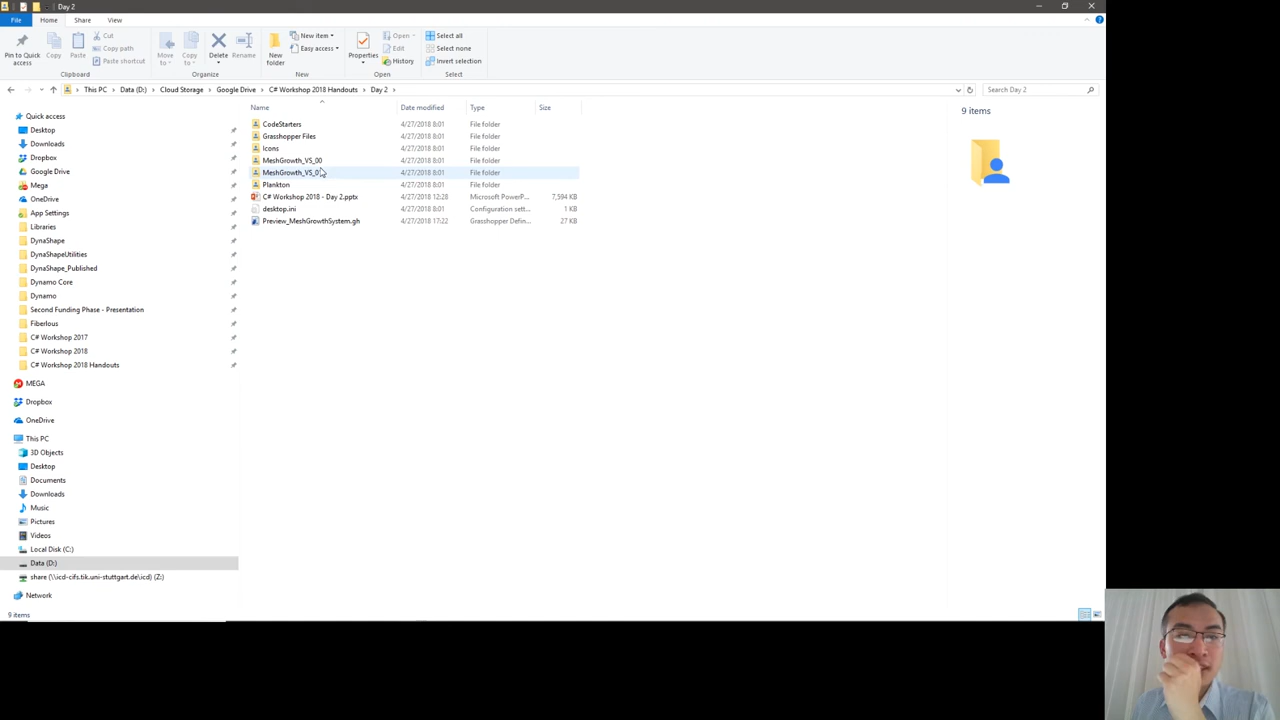 Day 2
File
Home
Share
View
Pin to Quick access
Copy
Paste
Cut
Copy path
Paste shortcut
Clipboard
Move to
Copy to
Delete
Rename
Organize
New folder
New item
Easy access
New
Properties
Open
Edit
History
Open
Select all
Select none
Invert selection
Select
This PC › Data (D:) › Cloud Storage › Google Drive › C# Workshop 2018 Handouts › Day 2 ›
Search Day 2
Quick access
Desktop
Downloads
Dropbox
Google Drive
Mega
OneDrive
App Settings
Libraries
DynaShape
DynaShapeUtilities
DynaShape_Published
Dynamo Core
Dynamo
Second Funding Phase - Presentation
Fiberlous
C# Workshop 2017
C# Workshop 2018
C# Workshop 2018 Handouts
MEGA
Dropbox
OneDrive
This PC
3D Objects
Desktop
Documents
Downloads
Music
Pictures
Videos
Local Disk (C:)
Data (D:)
share (\\icd-cifs.tik.uni-stuttgart.de\icd) (Z:)
Network
9 items
Name Date modified Type Size
CodeStarters 4/27/2018 8:01 File folder
Grasshopper Files 4/27/2018 8:01 File folder
Icons 4/27/2018 8:01 File folder
MeshGrowth_VS_00 4/27/2018 8:01 File folder
4/27/2018 8:01 File folder
Plankton 4/27/2018 8:01 File folder
C# Workshop 2018 - Day 2.pptx 4/27/2018 12:28 Microsoft PowerP... 7,594 KB
desktop.ini 4/27/2018 8:01 Configuration sett... 1 KB
Preview_MeshGrowthSystem.gh 4/27/2018 17:22 Grasshopper Defin... 27 KB
9 items